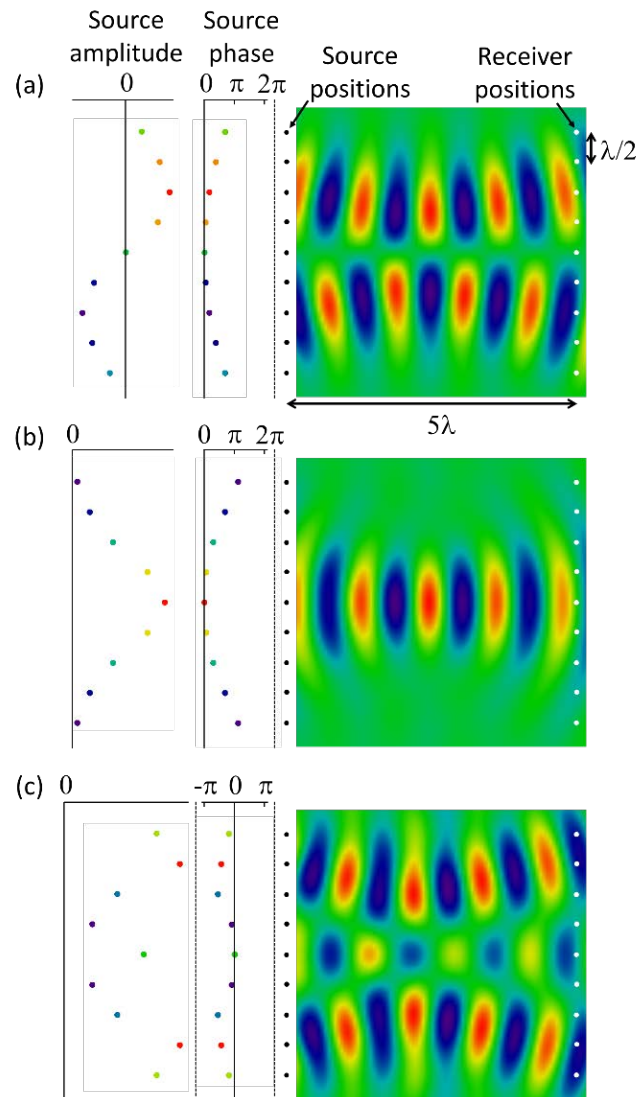 Source amplitude
Source phase
Source positions
Receiver positions
(a)
0
0 π 2π
λ/2
5λ
(b)
0
0 π 2π
(c)
0
-π 0 π